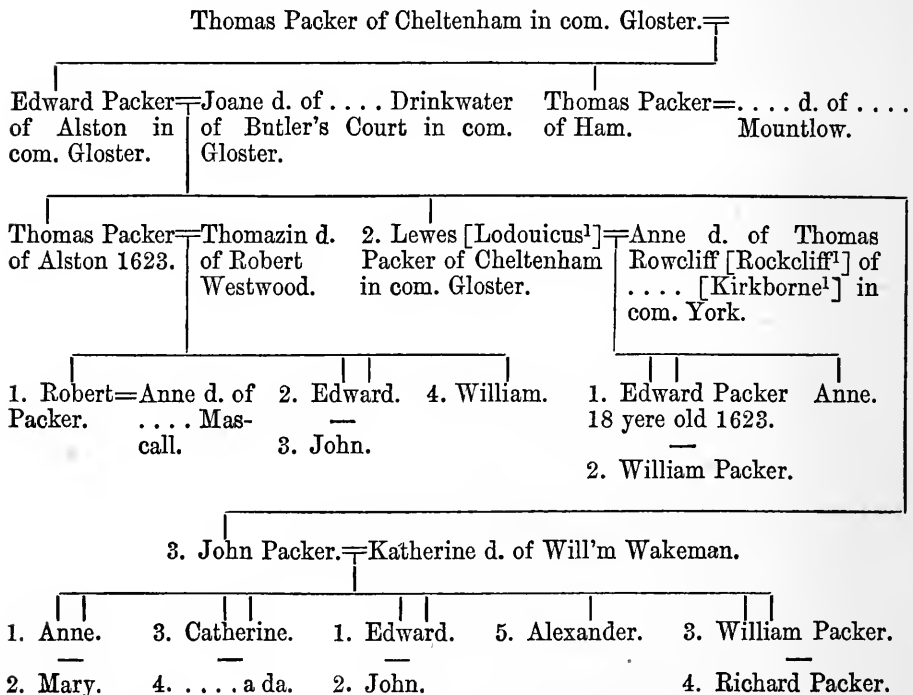 Thomas Packer of Cheltenham in com. Gloster.
Edward Packer=Joane d. of . . . . Drinkwater
of Alston in of Butler's Court in com.
com. Gloster. Gloster.
Thomas Packer= . . . . d. of . . . .
of Ham. Mountlow.
Thomas Packer=Thomazin d.
of Alston 1623. of Robert
Westwood.
2. Lewes [Lodouicus¹]=Anne d. of Thomas
Packer of Cheltenham Rowcliff [Rockcliff¹] of
in com. Gloster. . . . . [Kirkborne¹] in
com. York.
1. Robert=Anne d. of
Packer. . . . . Mas-
call.
2. Edward.
3. John.
4. William.
1. Edward Packer
18 yere old 1623.
2. William Packer.
Anne.
3. John Packer.=Katherine d. of Will'm Wakeman.
1. Anne. 3. Catherine. 1. Edward. 5. Alexander. 3. William Packer.
2. Mary. 4. . . . . a da. 2. John. 4. Richard Packer.